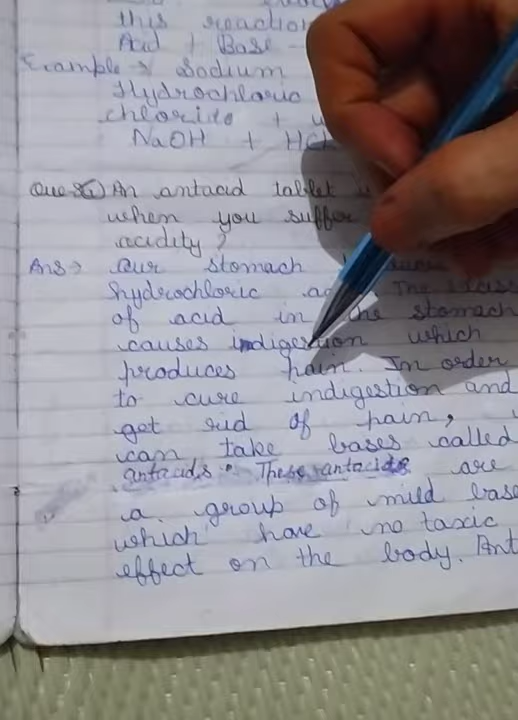 this reaction
Acid + Base
Example → Sodium
Hydrochloric
chloride +
NaOH + HCl
Que 8(a) An antacid tablet
when you suffer
acidity?
Ans → Our stomach
hydrochloric The
of acid in the stomach
causes indigestion which
produces pain. In order
to cure indigestion and
get rid of pain,
can take bases called
antacids. These antacids are
a group of mild base
which have no toxic
effect on the body. Ant